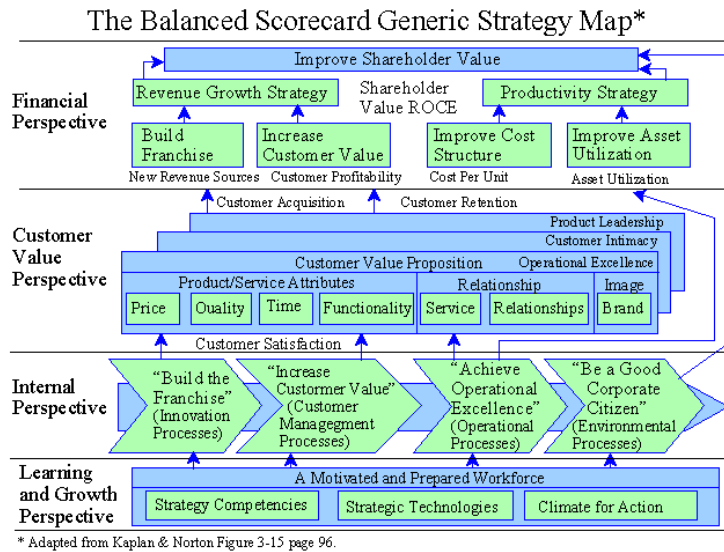 The Balanced Scorecard Generic Strategy Map*
Improve Shareholder Value
Financial
Perspective
Revenue Growth Strategy
Shareholder
Value ROCE
Productivity Strategy
Build
Franchise
Increase
Customer Value
Improve Cost
Structure
Improve Asset
Utilization
New Revenue Sources
Customer Profitability
Cost Per Unit
Asset Utilization
Customer Acquisition
Customer Retention
Customer
Value
Perspective
Product Leadership
Customer Intimacy
Customer Value Proposition
Operational Excellence
Product/Service Attributes
Relationship
Image
Price
Quality
Time
Functionality
Service
Relationships
Brand
Customer Satisfaction
Internal
Perspective
“Build the
Franchise”
(Innovation
Processes)
“Increase
Custormer Value”
(Customer
Managegment
Processes)
“Achieve
Operational
Excellence”
(Operational
Processes)
“Be a Good
Corporate
Citizen”
(Environmental
Processes)
Learning
and Growth
Perspective
A Motivated and Prepared Workforce
Strategy Competencies
Strategic Technologies
Climate for Action
* Adapted from Kaplan & Norton Figure 3-15 page 96.